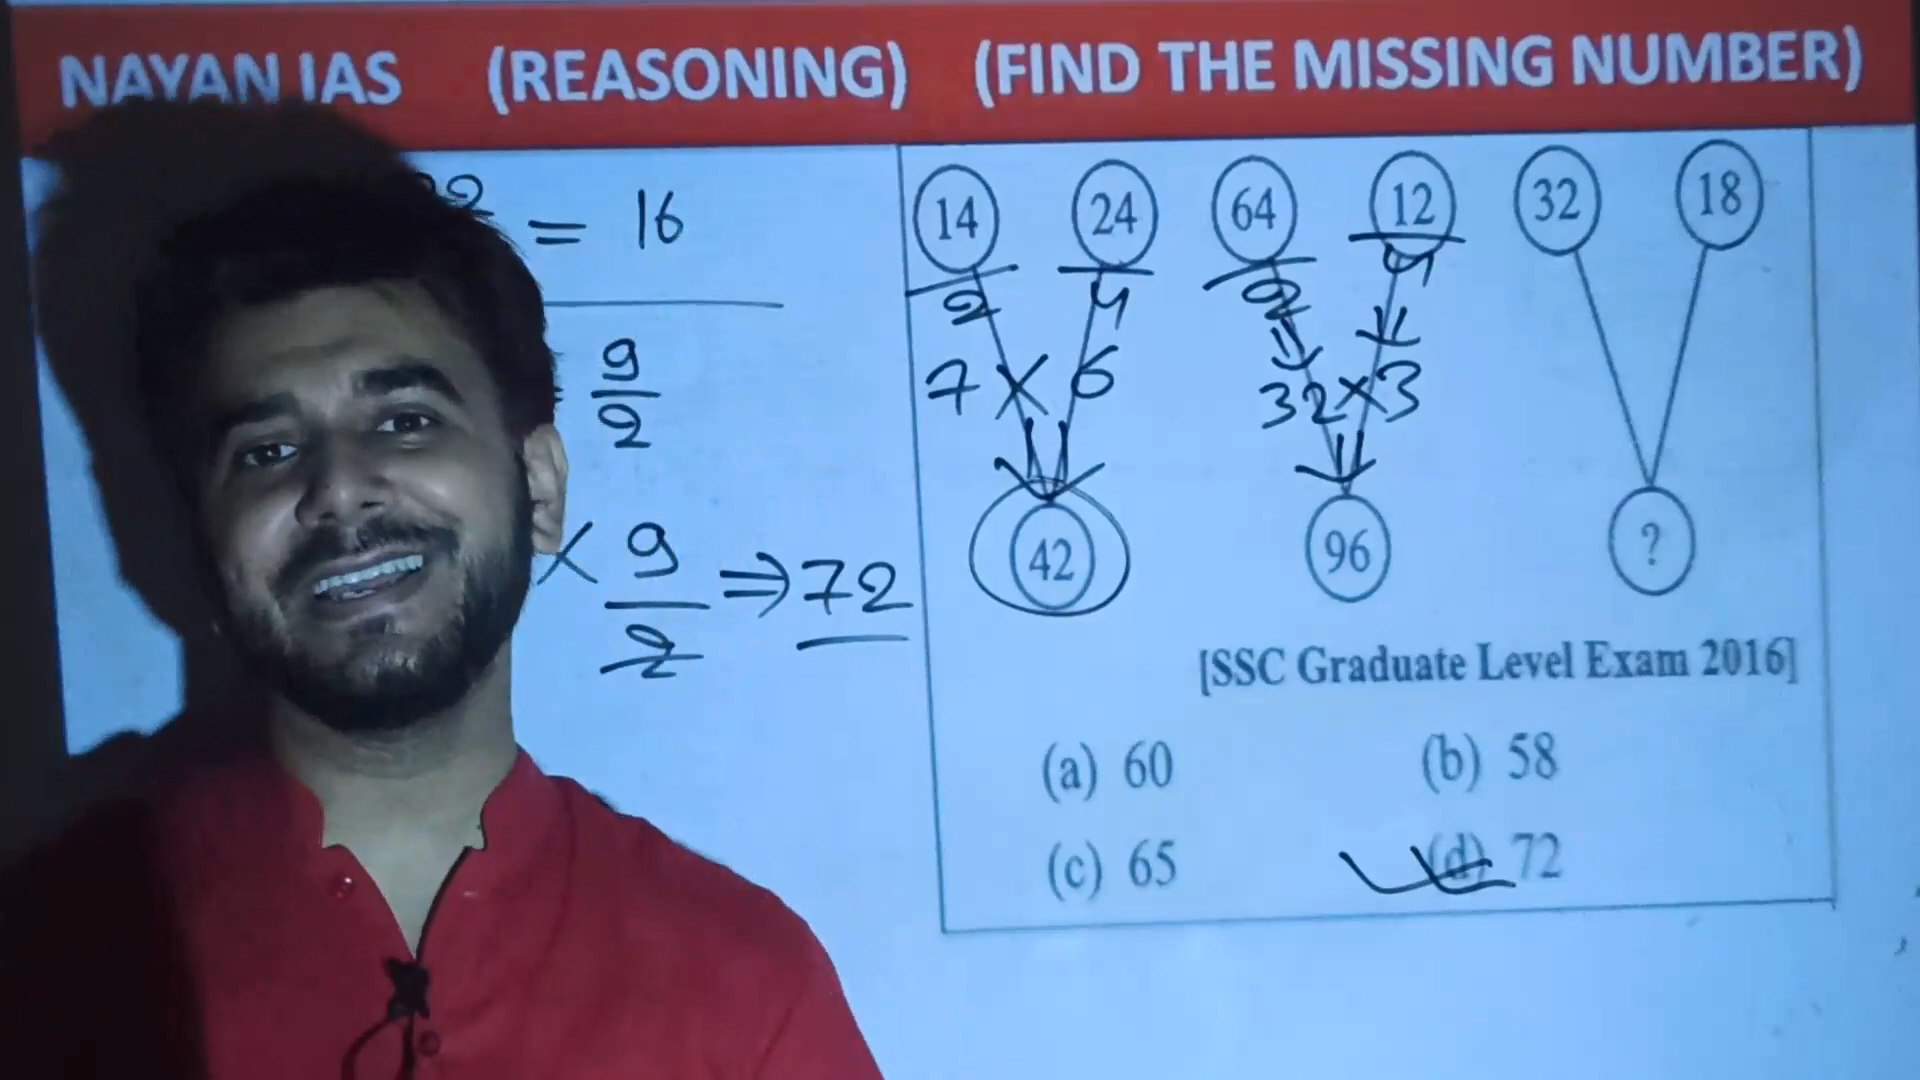 NAYAN IAS (REASONING) (FIND THE MISSING NUMBER)
= 16
9
2
× 9 ⇒ 72
2
14 24 64 12 32 18
2 4 2 4
7 × 6 32 × 3
42 96 ?
[SSC Graduate Level Exam 2016]
(a) 60 (b) 58
(c) 65 (d) 72